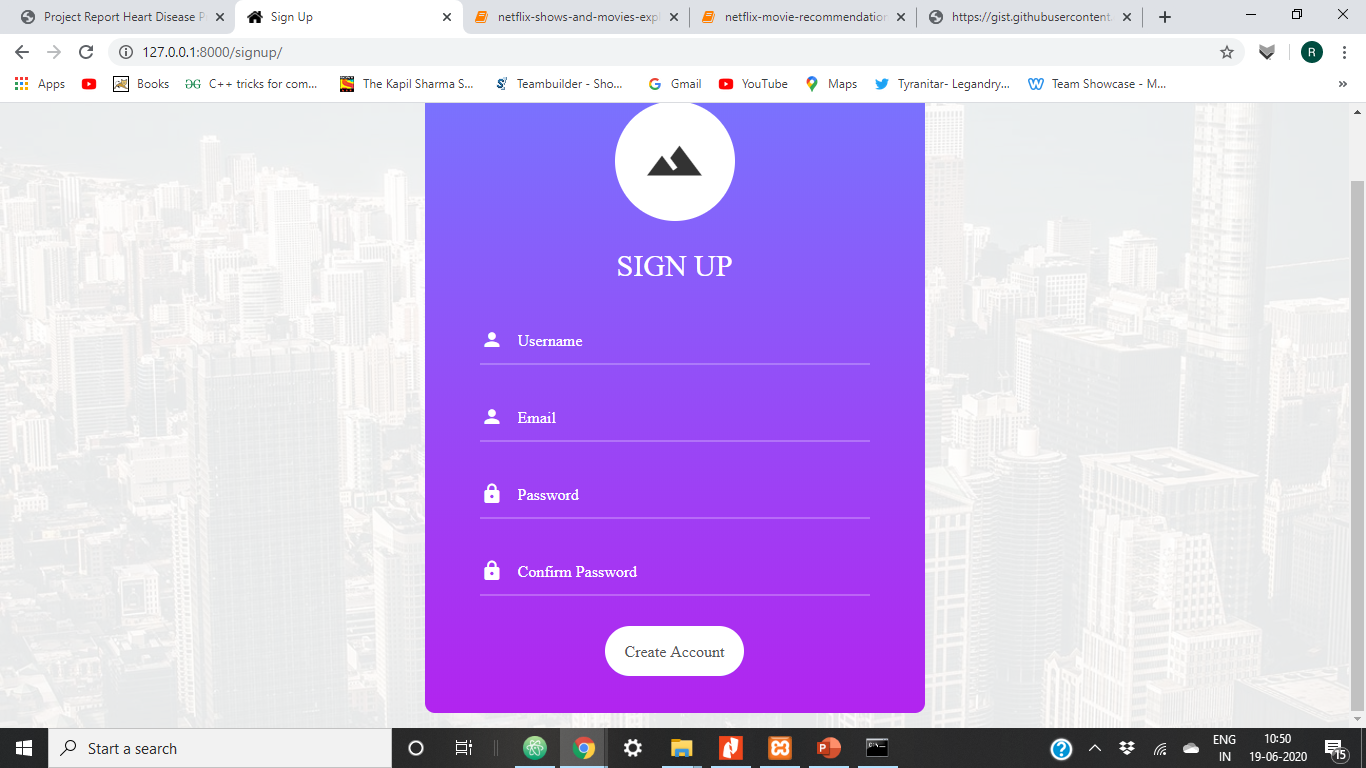 Project Report Heart Disease P
Sign Up
netflix-shows-and-movies-expl
netflix-movie-recommendation
https://gist.githubusercontent.
127.0.0.1:8000/signup/
R
Apps
Books
C++ tricks for com...
The Kapil Sharma S...
Teambuilder - Sho...
Gmail
YouTube
Maps
Tyranitar- Legandry...
Team Showcase - M...
»
SIGN UP
Username
Email
Password
Confirm Password
Create Account
Start a search
ENG
IN
10:50
19-06-2020
15